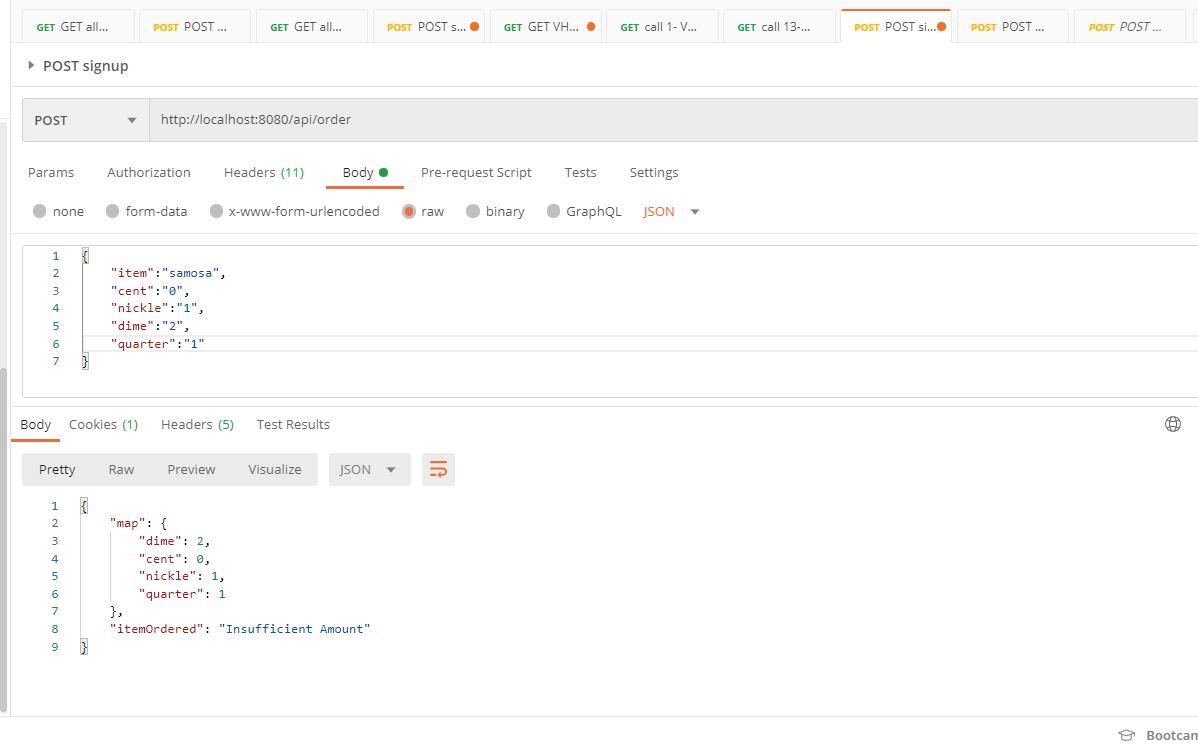 GET GET all... POST POST ... GET GET all... POST POST s... GET GET VH... GET call 1- V... GET call 13-... POST POST si... POST POST ... POST POST ...
POST signup
POST http://localhost:8080/api/order
Params Authorization Headers (11) Body Pre-request Script Tests Settings
none form-data x-www-form-urlencoded raw binary GraphQL JSON
1 {
2 "item":"samosa",
3 "cent":"0",
4 "nickle":"1",
5 "dime":"2",
6 "quarter":"1"
7 }
Body Cookies (1) Headers (5) Test Results
Pretty Raw Preview Visualize JSON
1 {
2 "map": {
3 "dime": 2,
4 "cent": 0,
5 "nickle": 1,
6 "quarter": 1
7 },
8 "itemOrdered": "Insufficient Amount"
9 }
Bootcam